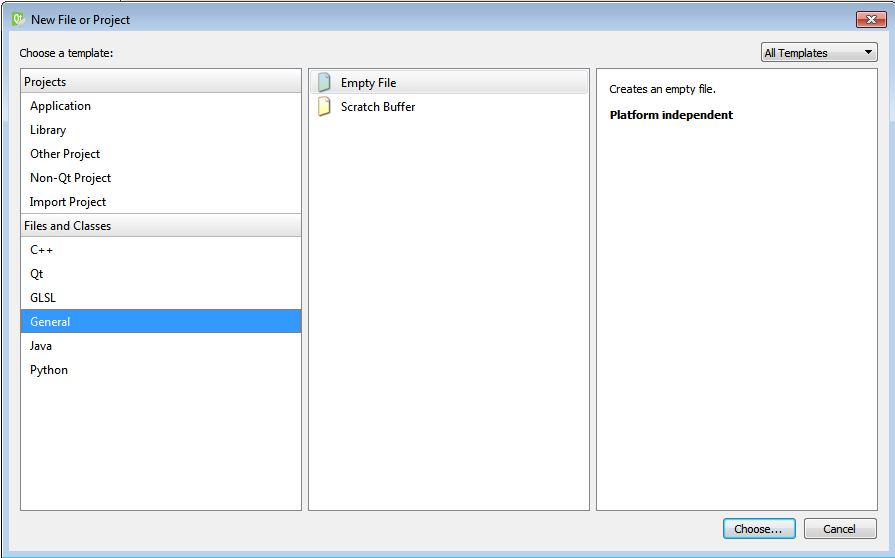 New File or Project
Choose a template:
All Templates
Projects
Application
Library
Other Project
Non-Qt Project
Import Project
Files and Classes
C++
Qt
GLSL
General
Java
Python
Empty File
Scratch Buffer
Creates an empty file.
Platform independent
Choose...
Cancel